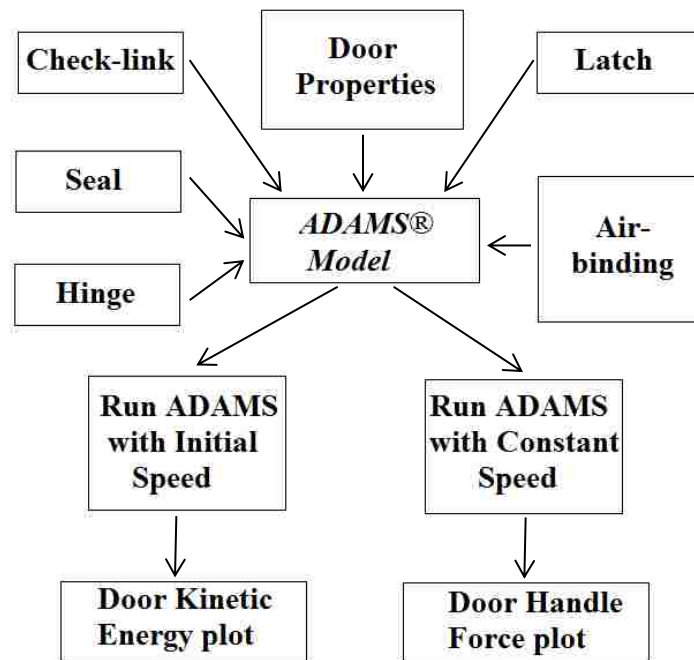 Check-link
Door
Properties
Latch
Seal
ADAMS®
Model
Air-
binding
Hinge
Run ADAMS
with Initial
Speed
Run ADAMS
with Constant
Speed
Door Kinetic
Energy plot
Door Handle
Force plot